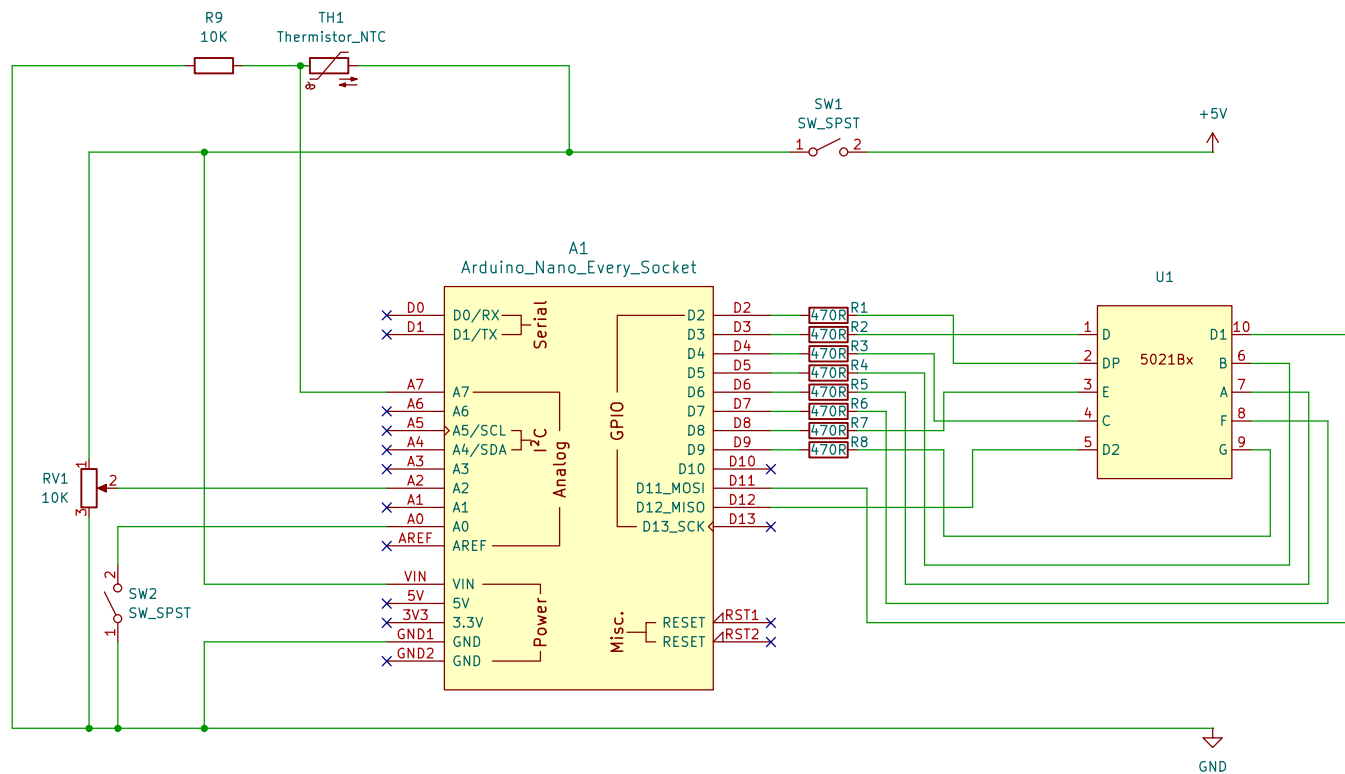 R9
10K
TH1
Thermistor_NTC
SW1
SW_SPST
1
2
+5V
A1
Arduino_Nano_Every_Socket
U1
D0
D0/RX
D1
D1/TX
Serial
A7
A7
A6
A6
A5
A5/SCL
A4
A4/SDA
I²C
A3
A3
A2
A2
A1
A1
A0
A0
AREF
AREF
Analog
VIN
VIN
5V
5V
3V3
3.3V
GND1
GND
GND2
GND
Power
GPIO
D2
D2
470R
R1
D3
D3
470R
R2
D4
D4
470R
R3
D5
D5
470R
R4
D6
D6
470R
R5
D7
D7
470R
R6
D8
D8
470R
R7
D9
D9
470R
R8
D10
D10
D11_MOSI
D11
D12_MISO
D12
D13_SCK
D13
Misc.
RESET
RST1
RESET
RST2
5021Bx
1
D
2
DP
3
E
4
C
5
D2
D1
10
B
6
A
7
F
8
G
9
RV1
10K
1
2
3
2
SW2
SW_SPST
1
GND